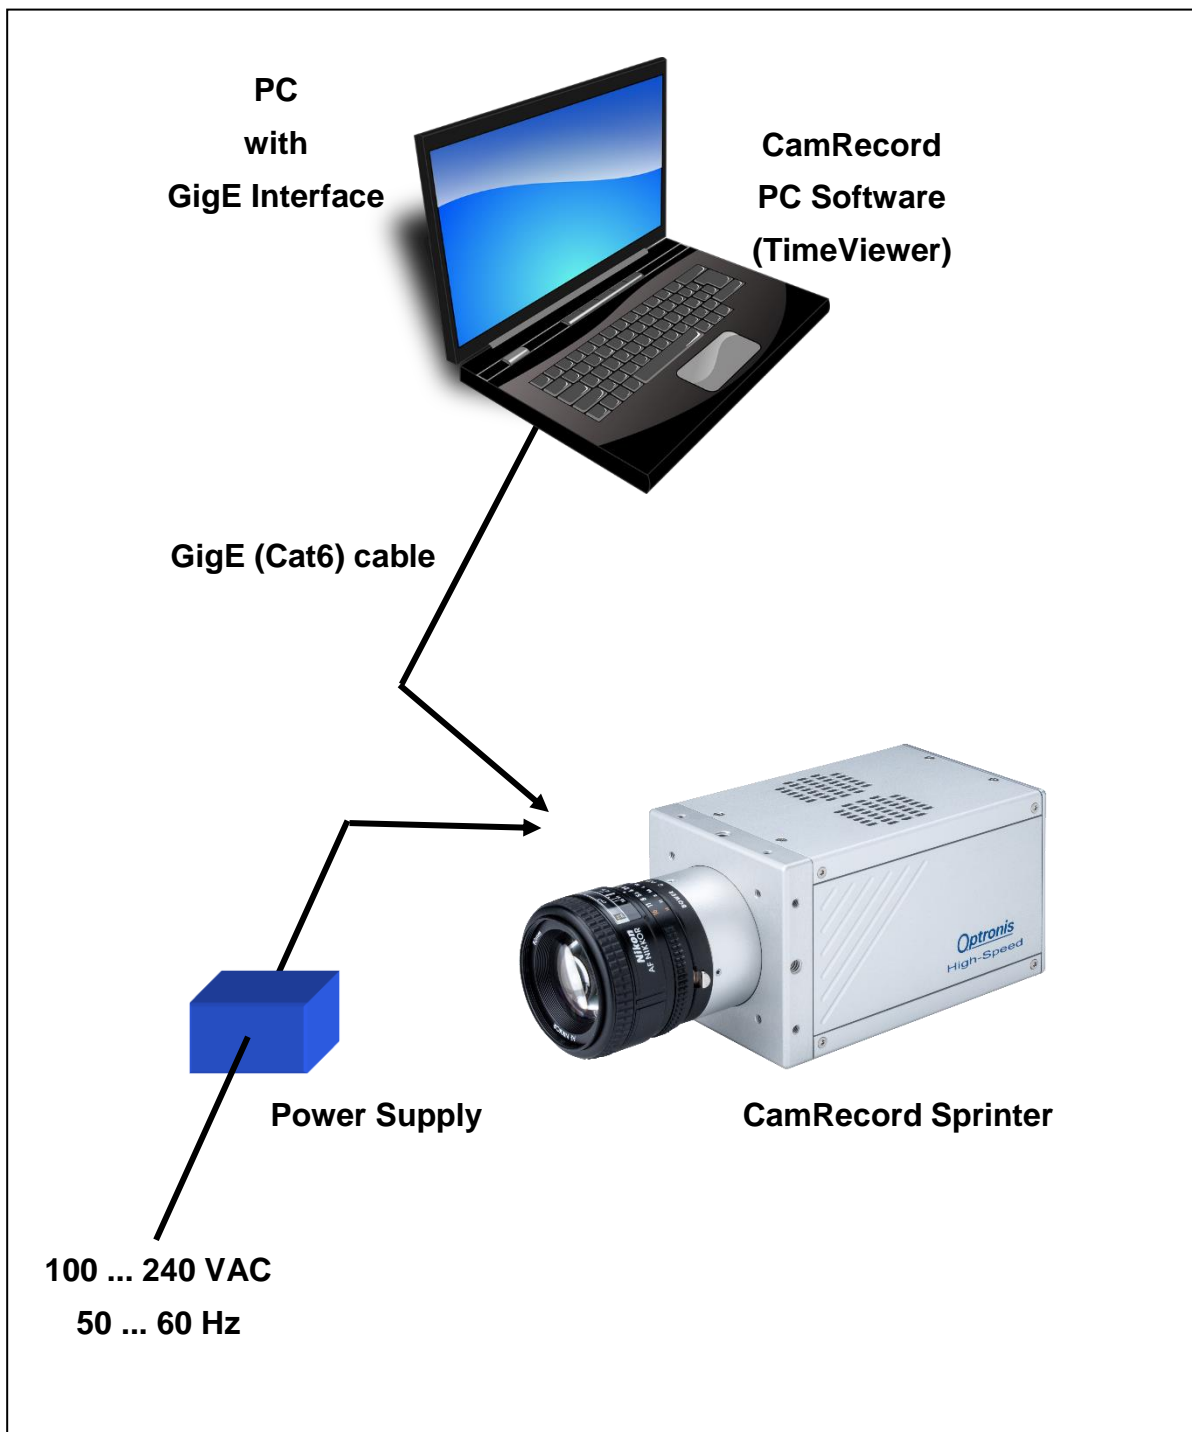 PC
with
GigE Interface
CamRecord
PC Software
(TimeViewer)
GigE (Cat6) cable
Optronis
High-Speed
Nikon
AF NIKKOR
Power Supply
CamRecord Sprinter
100 ... 240 VAC
50 ... 60 Hz